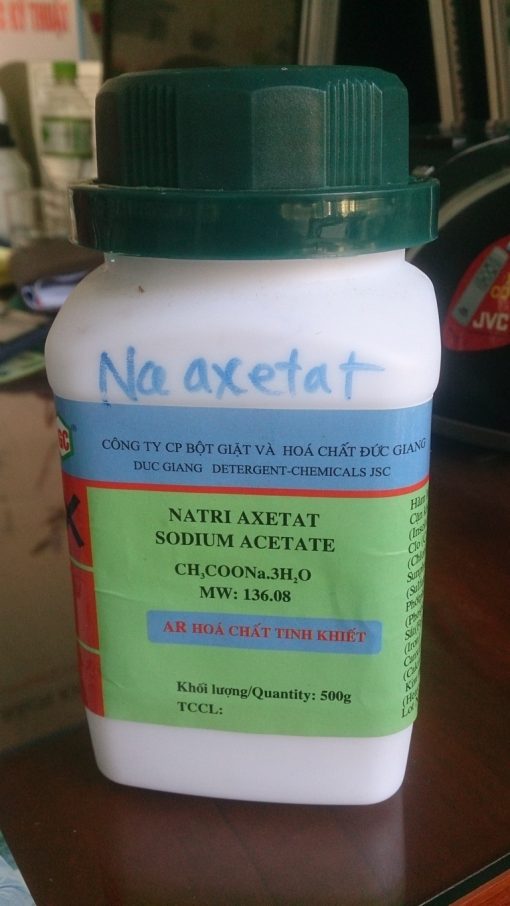 Na axetat
CÔNG TY CP BỘT GIẶT VÀ HOÁ CHẤT ĐỨC GIANG
DUC GIANG DETERGENT-CHEMICALS JSC
NATRI AXETAT
SODIUM ACETATE
CH₃COONa.3H₂O
MW: 136.08
AR HOÁ CHẤT TINH KHIẾT
Khối lượng/Quantity: 500g
TCCL:
JVC